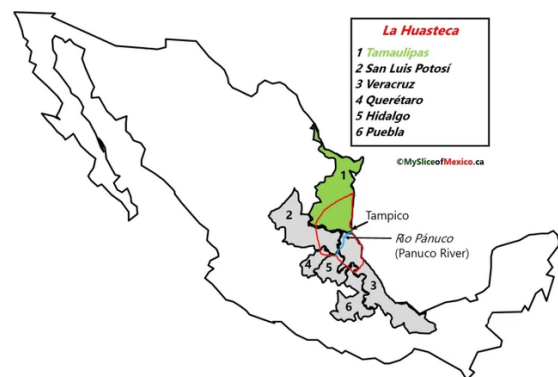 La Huasteca
1 Tamaulipas
2 San Luis Potosí
3 Veracruz
4 Querétaro
5 Hidalgo
6 Puebla
©MySliceofMexico.ca
1
2
Tampico
Rio Pánuco
(Panuco River)
4
5
3
6